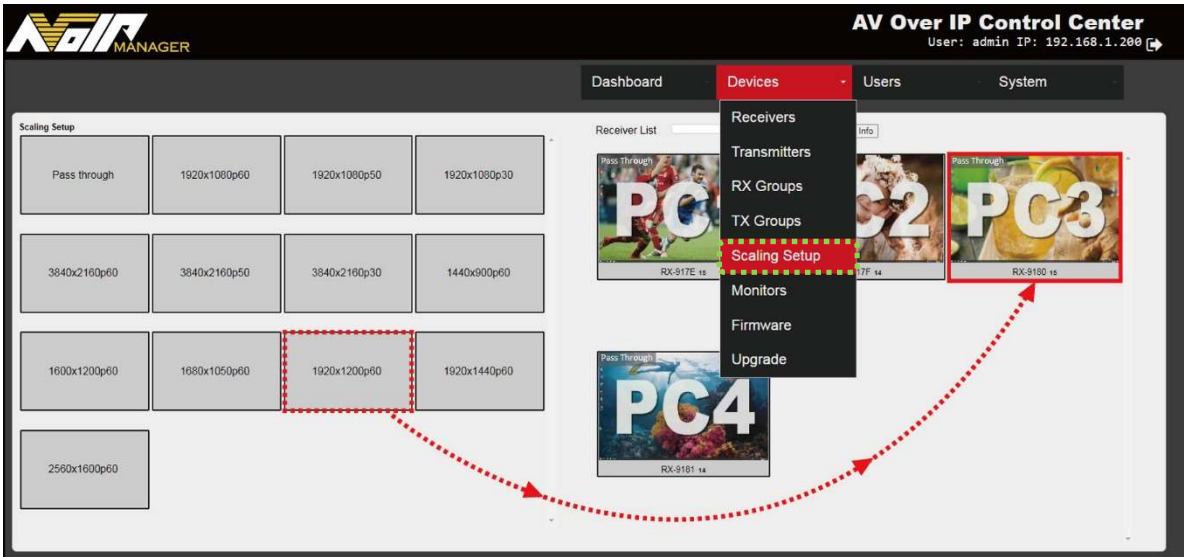 AVoIP MANAGER
AV Over IP Control Center
User: admin IP: 192.168.1.200
Dashboard
Devices
Users
System
Scaling Setup
Pass through
1920x1080p60
1920x1080p50
1920x1080p30
3840x2160p60
3840x2160p50
3840x2160p30
1440x900p60
1600x1200p60
1680x1050p60
1920x1200p60
1920x1440p60
2560x1600p60
Receivers
Transmitters
RX Groups
TX Groups
Scaling Setup
Monitors
Firmware
Upgrade
Receiver List
Info
Pass Through
PC
RX-917E 15
C2
17F 14
Pass Through
PC3
RX-9180 15
Pass Through
PC4
RX-9181 14